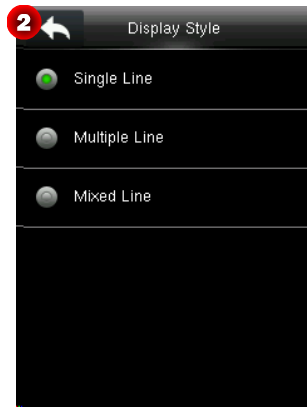 2
Display Style
Single Line
Multiple Line
Mixed Line